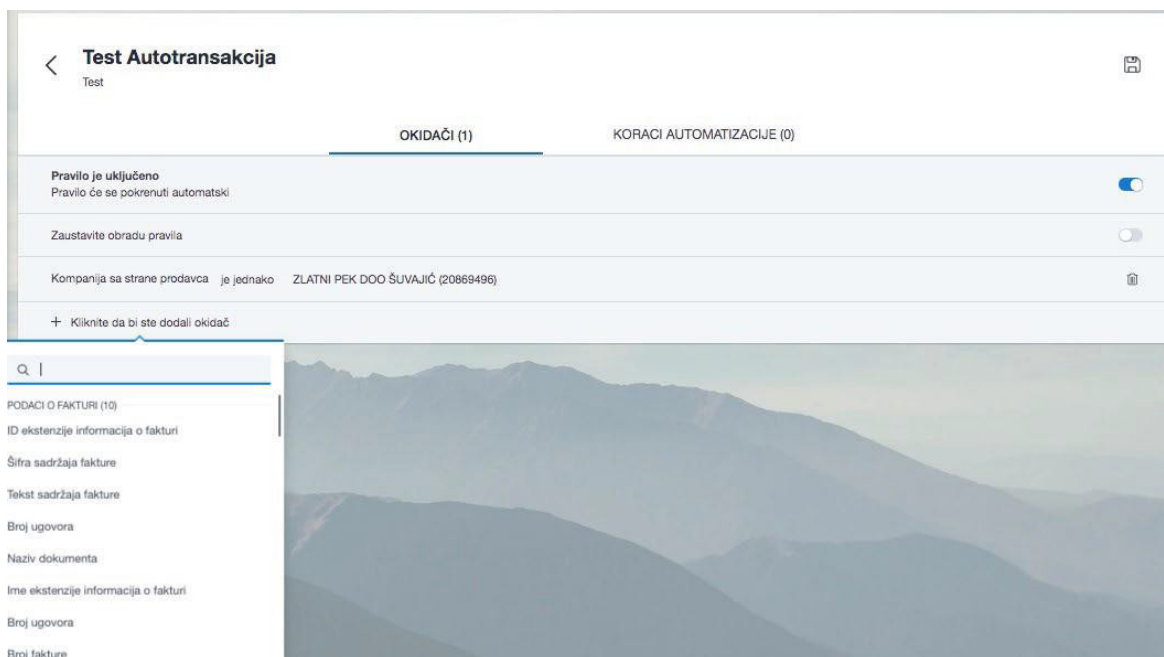 Test Autotransakcija
Test
OKIDAČI (1)
KORACI AUTOMATIZACIJE (0)
Pravilo je uključeno
Pravilo će se pokrenuti automatski
Zaustavite obradu pravila
Kompanija sa strane prodavca je jednako ZLATNI PEK DOO ŠUVAJIĆ (20869496)
+ Kliknite da bi ste dodali okidač
PODACI O FAKTURI (10)
ID ekstenzije informacija o fakturi
Šifra sadržaja fakture
Tekst sadržaja fakture
Broj ugovora
Naziv dokumenta
Ime ekstenzije informacija o fakturi
Broj ugovora
Broj fakture